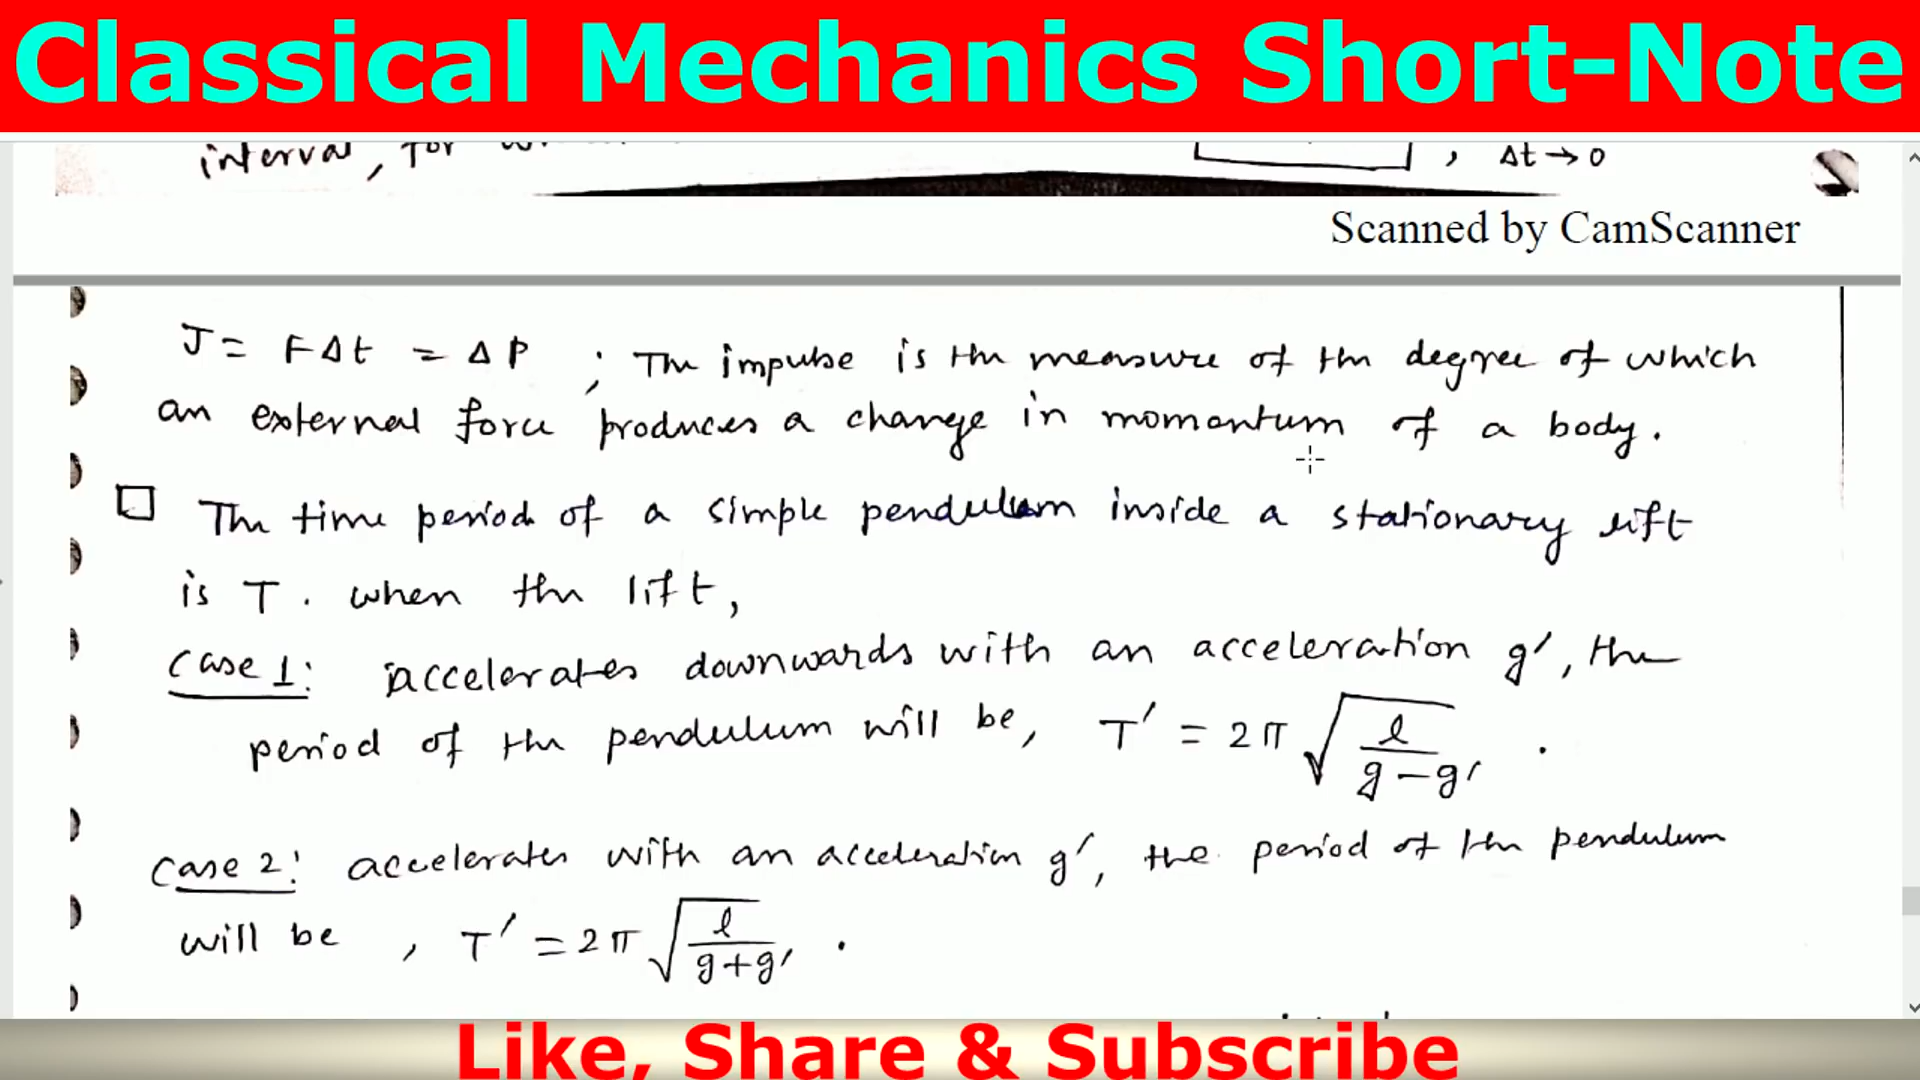 Classical Mechanics Short-Note
interval, for , Δt → 0
Scanned by CamScanner
J = FΔt = ΔP ; The impulse is the measure of the degree of which
an external force produces a change in momentum of a body.
□ The time period of a simple pendulum inside a stationary lift
is T. when the lift,
Case 1: accelerates downwards with an acceleration g′, the
period of the pendulum will be, T′ = 2π √(l/(g−g′)) .
Case 2: accelerates with an acceleration g′, the period of the pendulum
will be , T′ = 2π √(l/(g+g′)) .
Like, Share & Subscribe